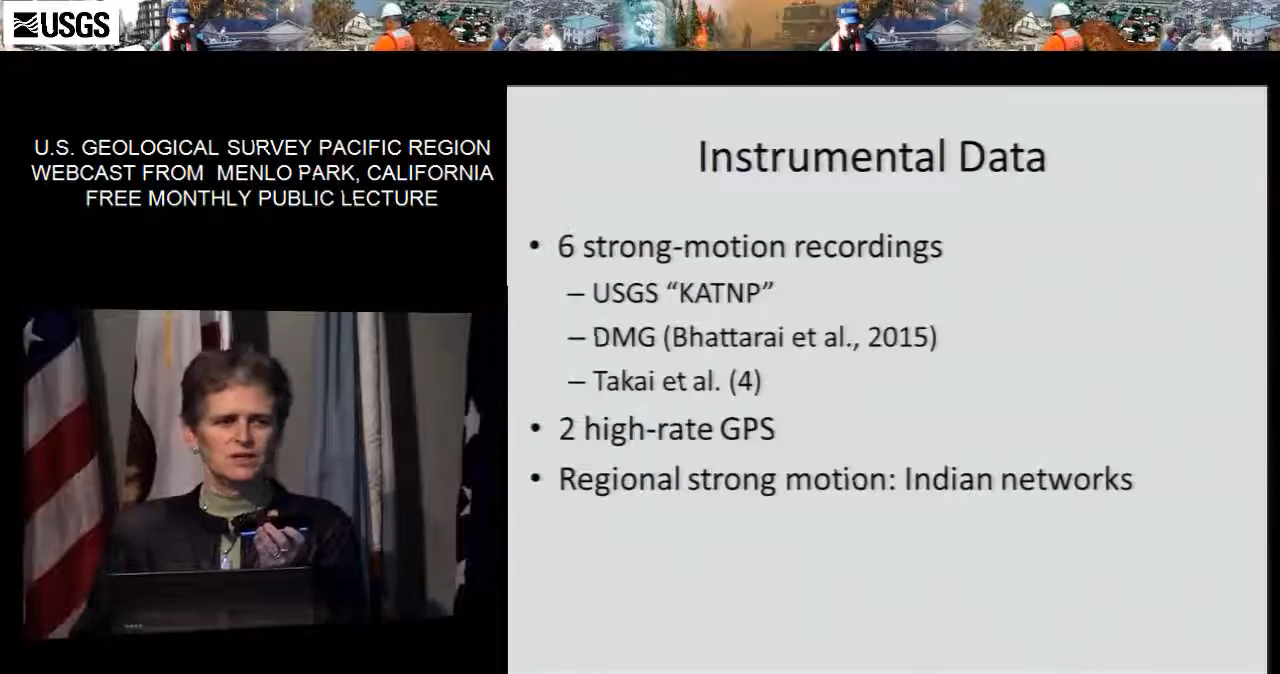 USGS
U.S. GEOLOGICAL SURVEY PACIFIC REGION
WEBCAST FROM MENLO PARK, CALIFORNIA
FREE MONTHLY PUBLIC LECTURE
Instrumental Data
• 6 strong-motion recordings
– USGS “KATNP”
– DMG (Bhattarai et al., 2015)
– Takai et al. (4)
• 2 high-rate GPS
• Regional strong motion: Indian networks